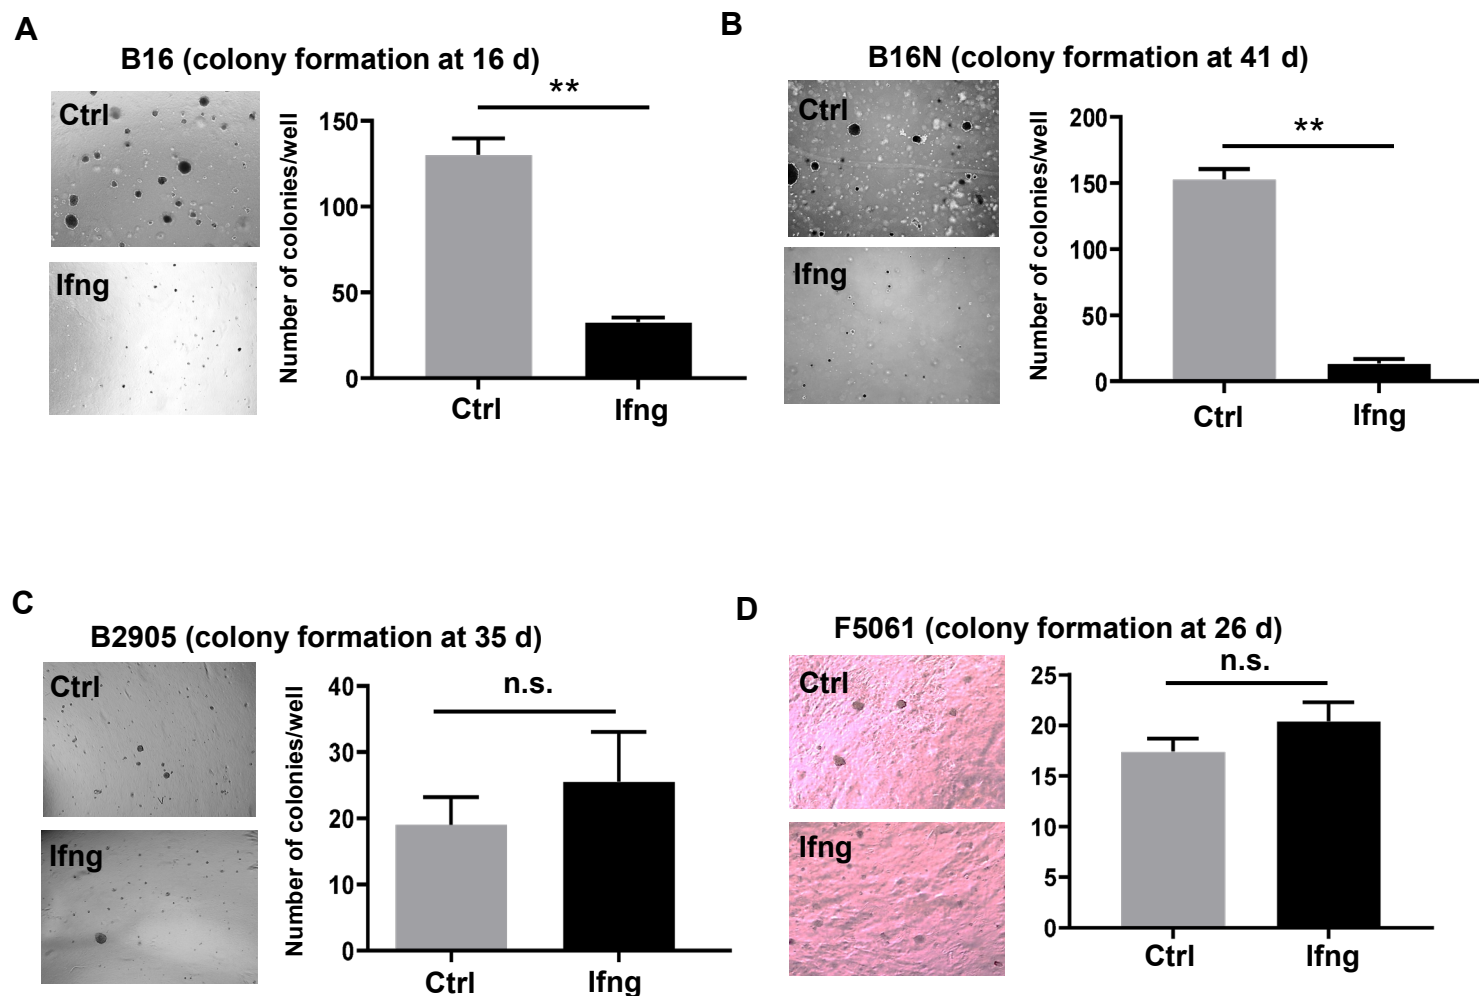 A
B16 (colony formation at 16 d)
Ctrl
Ifng
Number of colonies/well
150
100
50
0
**
Ctrl
Ifng
B
B16N (colony formation at 41 d)
Ctrl
Ifng
Number of colonies/well
200
150
100
50
0
**
Ctrl
Ifng
C
B2905 (colony formation at 35 d)
Ctrl
Ifng
Number of colonies/well
40
30
20
10
0
n.s.
Ctrl
Ifng
D
F5061 (colony formation at 26 d)
Ctrl
Ifng
25
20
15
10
5
0
n.s.
Ctrl
Ifng